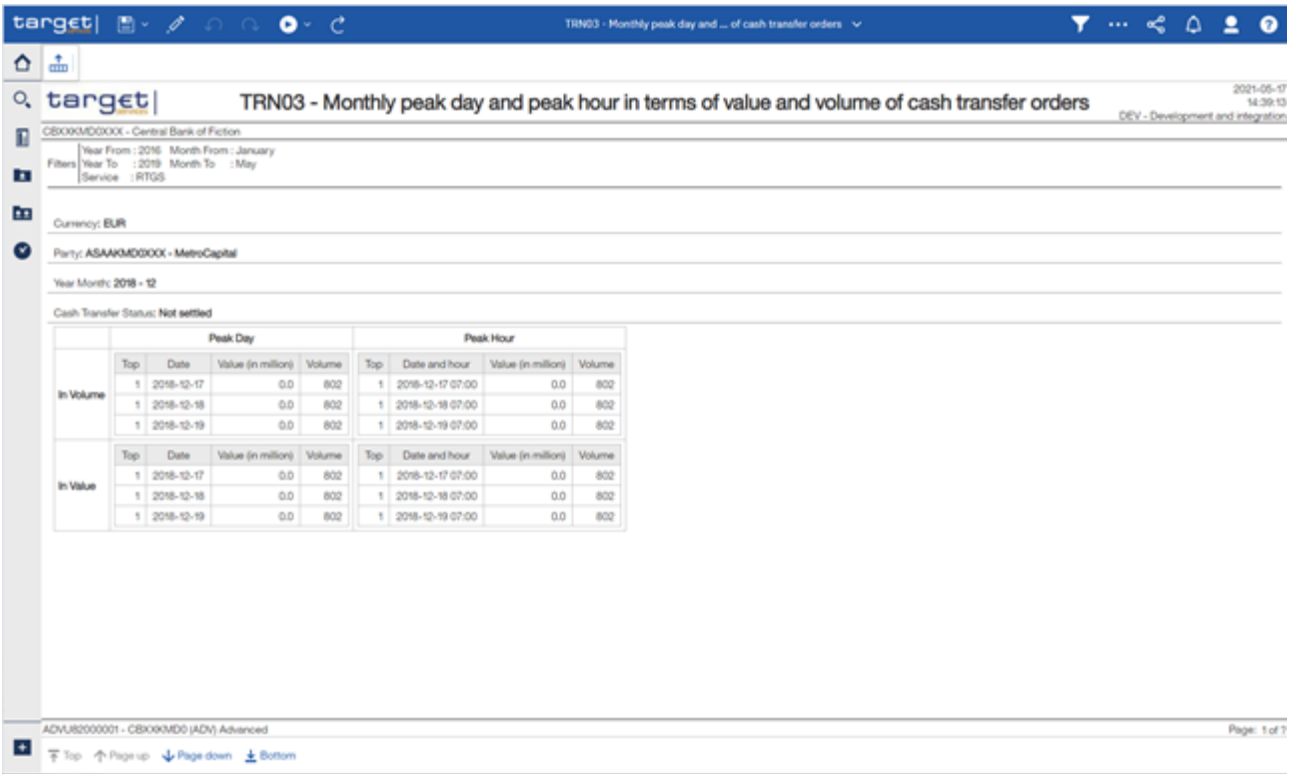 target|
TRN03 - Monthly peak day and ... of cash transfer orders
target|
services
TRN03 - Monthly peak day and peak hour in terms of value and volume of cash transfer orders
2021-05-17
14:39:13
DEV - Development and integration
CBXXKMD0XXX - Central Bank of Fiction
Filters
Year From : 2016 Month From : January
Year To : 2019 Month To : May
Service : RTGS
Currency: EUR
Party: ASAAKMD0XXX - MetroCapital
Year Month: 2018 - 12
Cash Transfer Status: Not settled
Peak Day Peak Hour
In Volume
Top Date Value (in million) Volume Top Date and hour Value (in million) Volume
1 2018-12-17 0.0 802 1 2018-12-17 07:00 0.0 802
1 2018-12-18 0.0 802 1 2018-12-18 07:00 0.0 802
1 2018-12-19 0.0 802 1 2018-12-19 07:00 0.0 802
In Value
Top Date Value (in million) Volume Top Date and hour Value (in million) Volume
1 2018-12-17 0.0 802 1 2018-12-17 07:00 0.0 802
1 2018-12-18 0.0 802 1 2018-12-18 07:00 0.0 802
1 2018-12-19 0.0 802 1 2018-12-19 07:00 0.0 802
ADVU82000001 - CBXXKMD0 (ADV) Advanced
Page: 1 of ?
Top Page up Page down Bottom